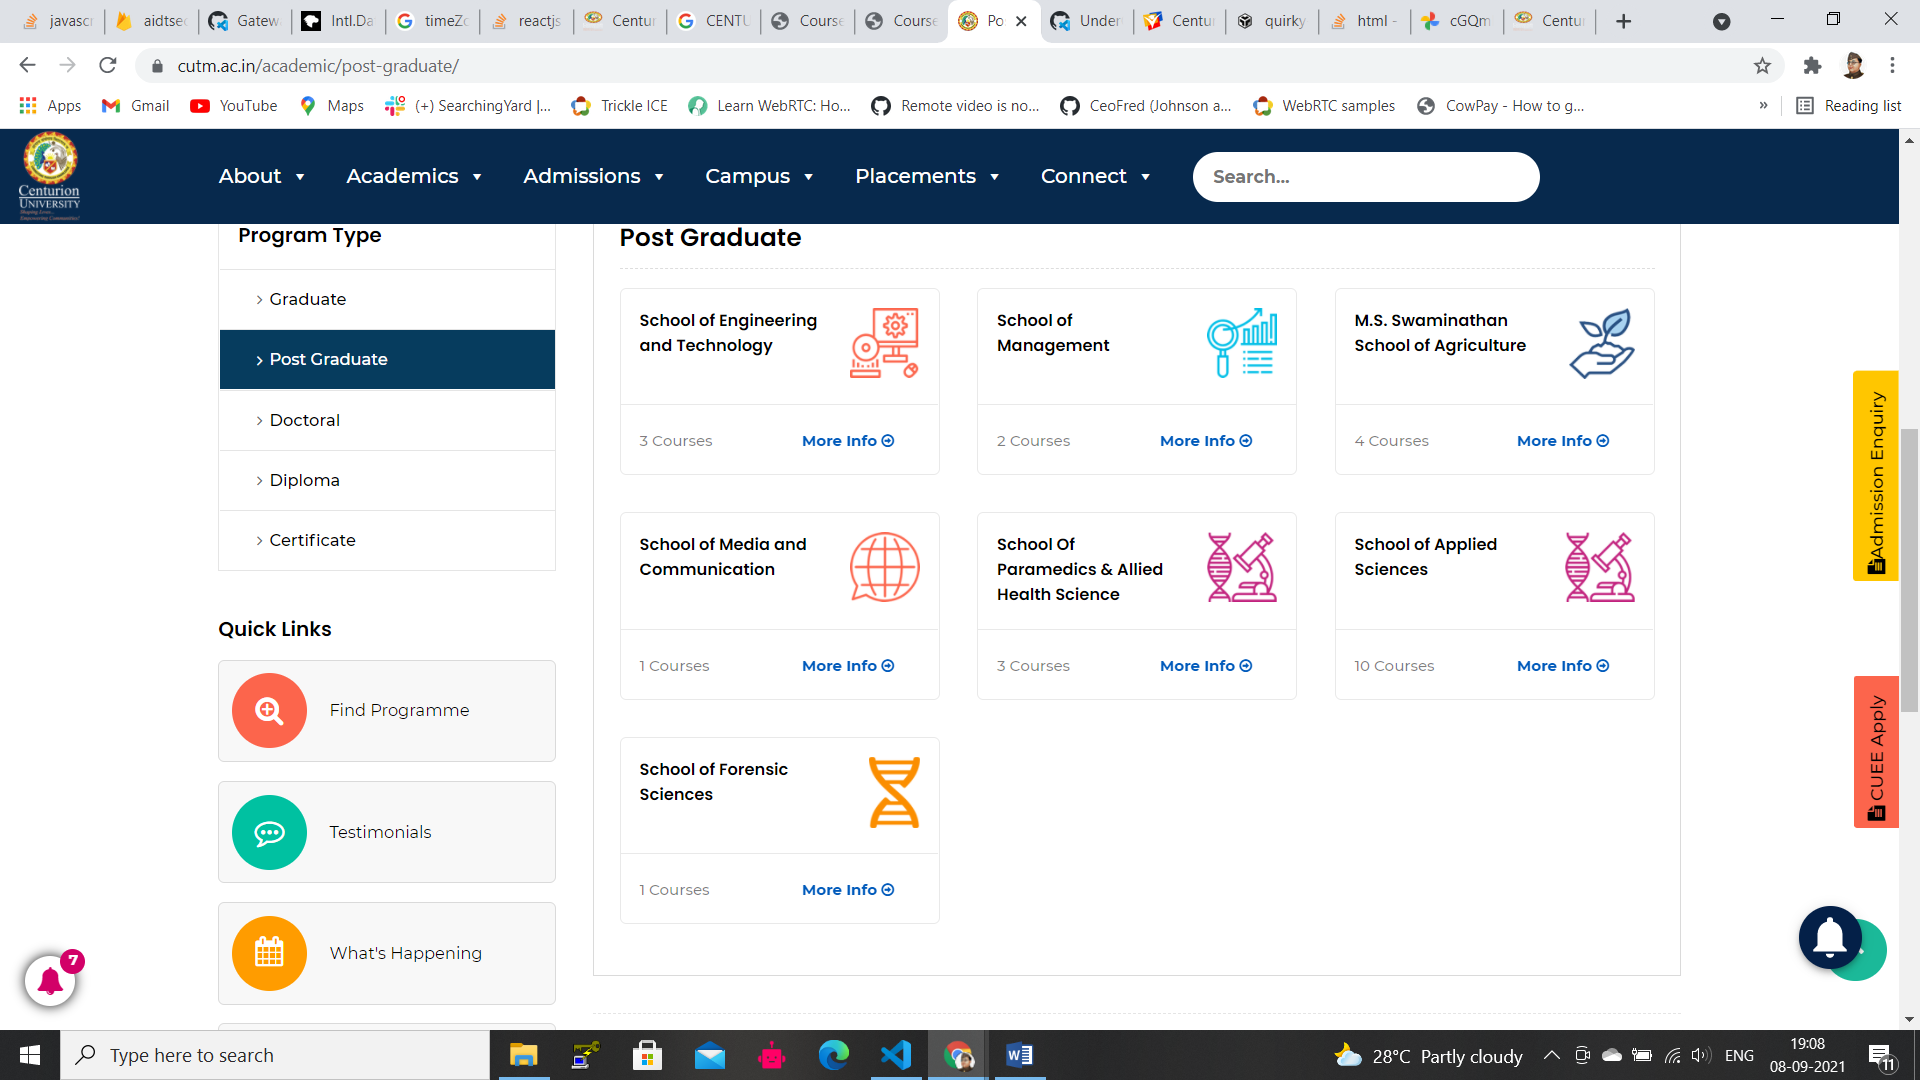 javascr
aidtsec
Gatew
Intl.Da
timeZo
reactjs
Centur
CENTU
Course
Course
Po
Under
Centur
quirky
html -
cGQm
Centur
cutm.ac.in/academic/post-graduate/
Apps
Gmail
YouTube
Maps
(+) SearchingYard |...
Trickle ICE
Learn WebRTC: Ho...
Remote video is no...
CeoFred (Johnson a...
WebRTC samples
CowPay - How to g...
»
Reading list
Centurion
UNIVERSITY
Shaping Lives...
Empowering Communities!
About
Academics
Admissions
Campus
Placements
Connect
Search...
Program Type
Graduate
Post Graduate
Doctoral
Diploma
Certificate
Quick Links
Find Programme
Testimonials
What's Happening
7
Post Graduate
School of Engineering
and Technology
3 Courses
More Info
School of
Management
2 Courses
More Info
M.S. Swaminathan
School of Agriculture
4 Courses
More Info
School of Media and
Communication
1 Courses
More Info
School Of
Paramedics & Allied
Health Science
3 Courses
More Info
School of Applied
Sciences
10 Courses
More Info
School of Forensic
Sciences
1 Courses
More Info
Admission Enquiry
CUEE Apply
Type here to search
28°C Partly cloudy
ENG
19:08
08-09-2021
11